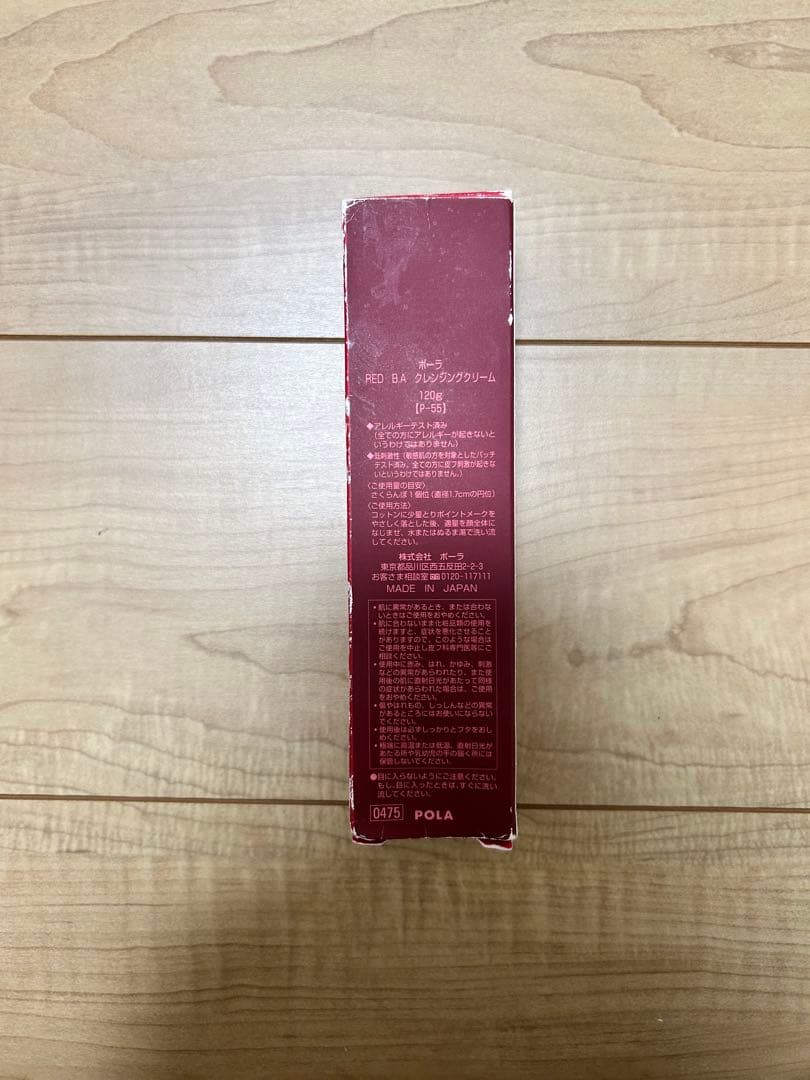 ポーラ
RED B.A クレンジングクリーム
120g
【P-55】
◆アレルギーテスト済み
(全ての方にアレルギーが起きないと
いうわけではありません)
◆低刺激性(敏感肌の方を対象としたパッチ
テスト済み。全ての方に皮フ刺激が起きな
いというわけではありません。)
〈ご使用量の目安〉
さくらんぼ1個位(直径1.7cmの円位)
〈ご使用方法〉
コットンに少量とりポイントメークを
やさしく落とした後、適量を顔全体に
なじませ、水またはぬるま湯で洗い流
してください。
株式会社 ポーラ
東京都品川区西五反田2-2-3
お客さま相談室 0120-117111
MADE IN JAPAN
•肌に異常があるとき、または合わな
いときはご使用をおやめください。
•肌に合わないまま化粧品類の使用を
続けますと、症状を悪化させること
がありますので、このような場合は
ご使用を中止し皮フ科専門医等にご
相談ください。
•使用中に赤み、はれ、かゆみ、刺激
などの異常があらわれたり、また使
用後の肌に直射日光があたって同様
の症状があらわれた場合は、ご使用
をおやめください。
•傷やはれもの、しっしんなどの異常
があるところにはお使いにならない
でください。
•使用後は必ずしっかりとフタをおし
めください。
•極端に高温または低温、直射日光が
あたる所や乳幼児の手の届く所には
保管しないでください。
●目に入らないようにご注意ください。
もし、目に入ったときは、すぐに洗い
流してください。
0475 POLA